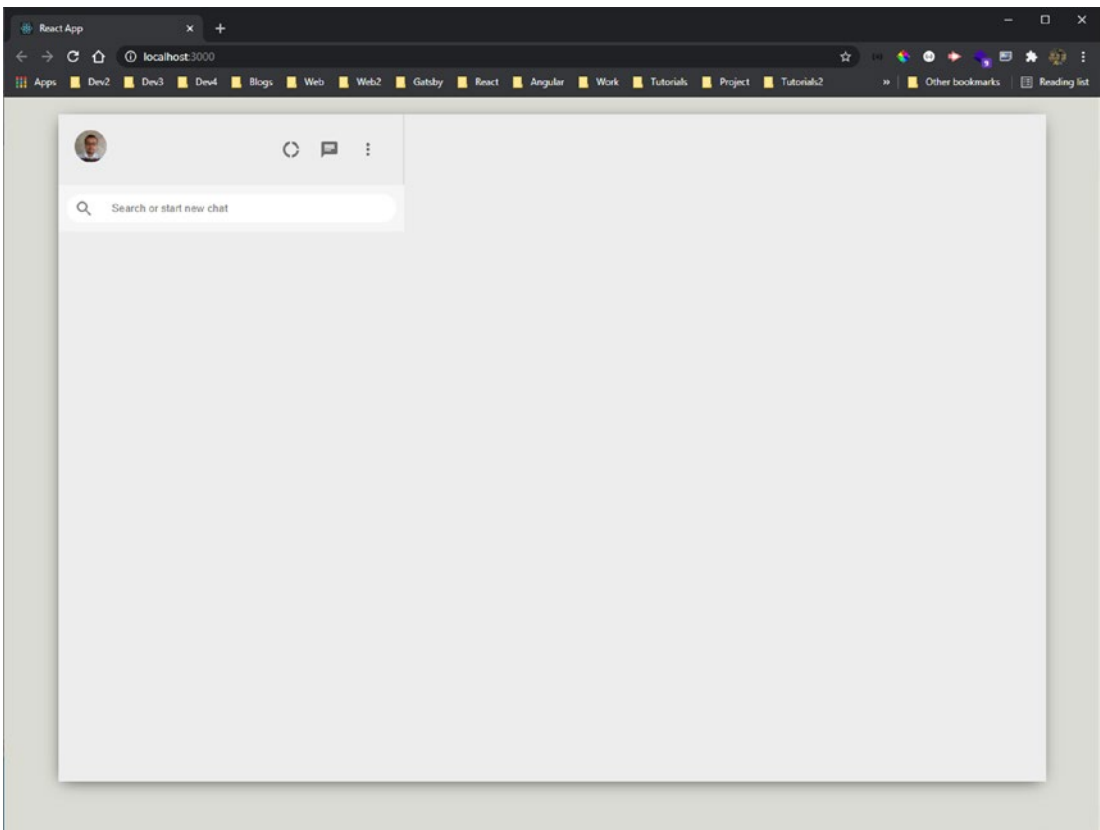 React App
localhost:3000
Apps Dev2 Dev3 Dev4 Blogs Web Web2 Gatsby React Angular Work Tutorials Project Tutorials2 » Other bookmarks Reading list
Search or start new chat